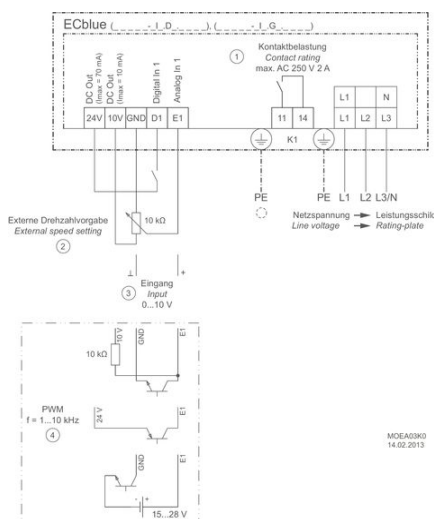 ECblue (_ _ _ _ _ -_ I _.D _ ._ _ _ _), (_ _ _ _ _ -_ I _.G _ ._ _ _ _)
1
Kontaktbelastung
Contact rating
max. AC 250 V 2 A
DC Out
(Imax = 70 mA)
DC Out
(Imax = 10 mA)
Digital In 1
Analog In 1
L1 N
24V 10V GND D1 E1
11 14
L1 L2 L3
K1
PE PE L1 L2 L3/N
Externe Drehzahlvorgabe
External speed setting
2
10 kΩ
Netzspannung Leistungsschild
Line voltage Rating-plate
⊥ +
3
Eingang
Input
0...10 V
10 V
GND
E1
10 kΩ
PWM
f = 1...10 kHz
4
24 V
E1
GND
E1
- +
15...28 V
MOEA03K0
14.02.2013